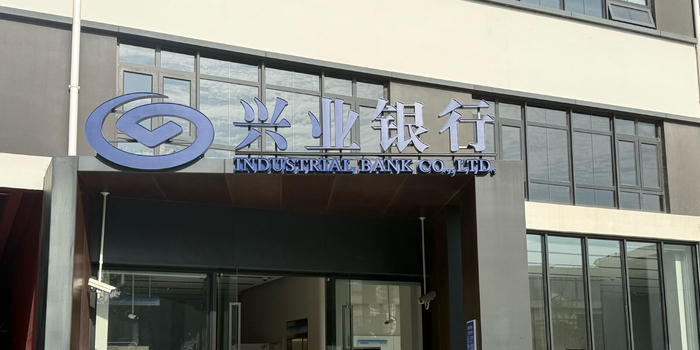 兴业银行
INDUSTRIAL BANK CO.,LTD.